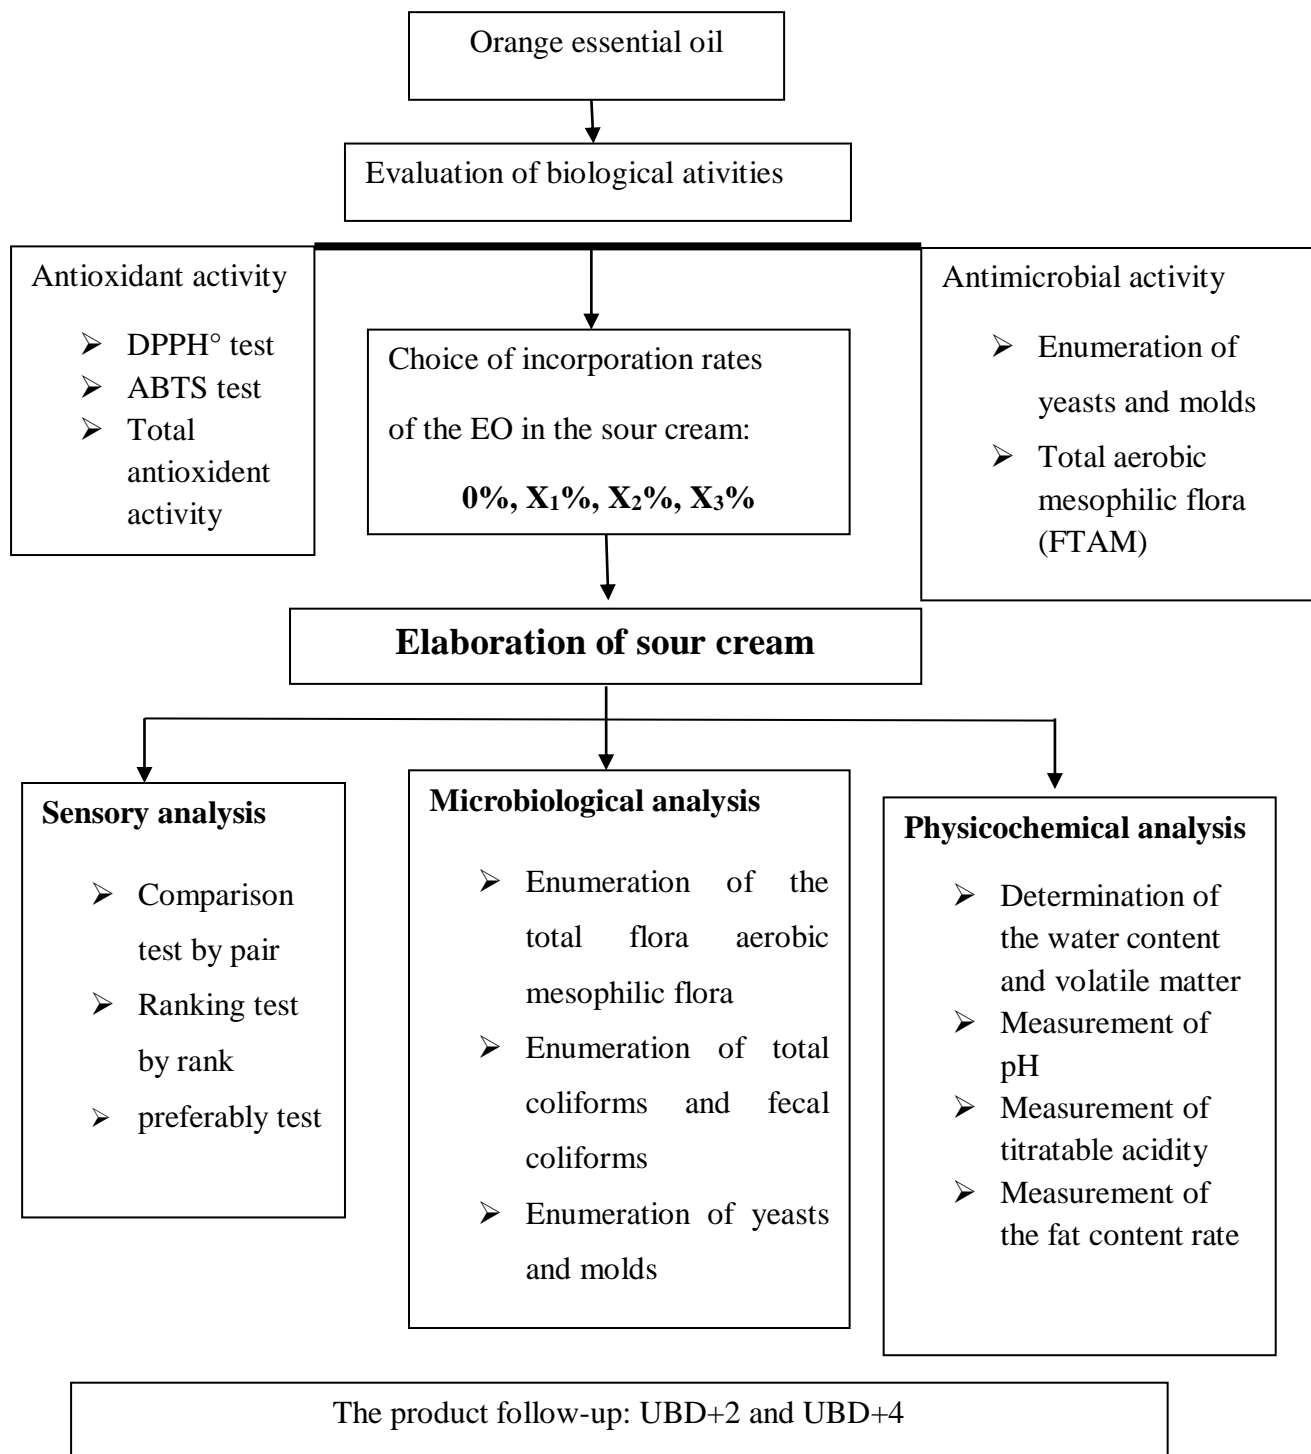 Orange essential oil
Evaluation of biological ativities
Antioxidant activity
➢ DPPH° test
➢ ABTS test
➢ Total
antioxident
activity
Choice of incorporation rates
of the EO in the sour cream:
0%, X₁%, X₂%, X₃%
Antimicrobial activity
➢ Enumeration of
yeasts and molds
➢ Total aerobic
mesophilic flora
(FTAM)
Elaboration of sour cream
Sensory analysis
➢ Comparison
test by pair
➢ Ranking test
by rank
➢ preferably test
Microbiological analysis
➢ Enumeration of the
total flora aerobic
mesophilic flora
➢ Enumeration of total
coliforms and fecal
coliforms
➢ Enumeration of yeasts
and molds
Physicochemical analysis
➢ Determination of
the water content
and volatile matter
➢ Measurement of
pH
➢ Measurement of
titratable acidity
➢ Measurement of
the fat content rate
The product follow-up: UBD+2 and UBD+4